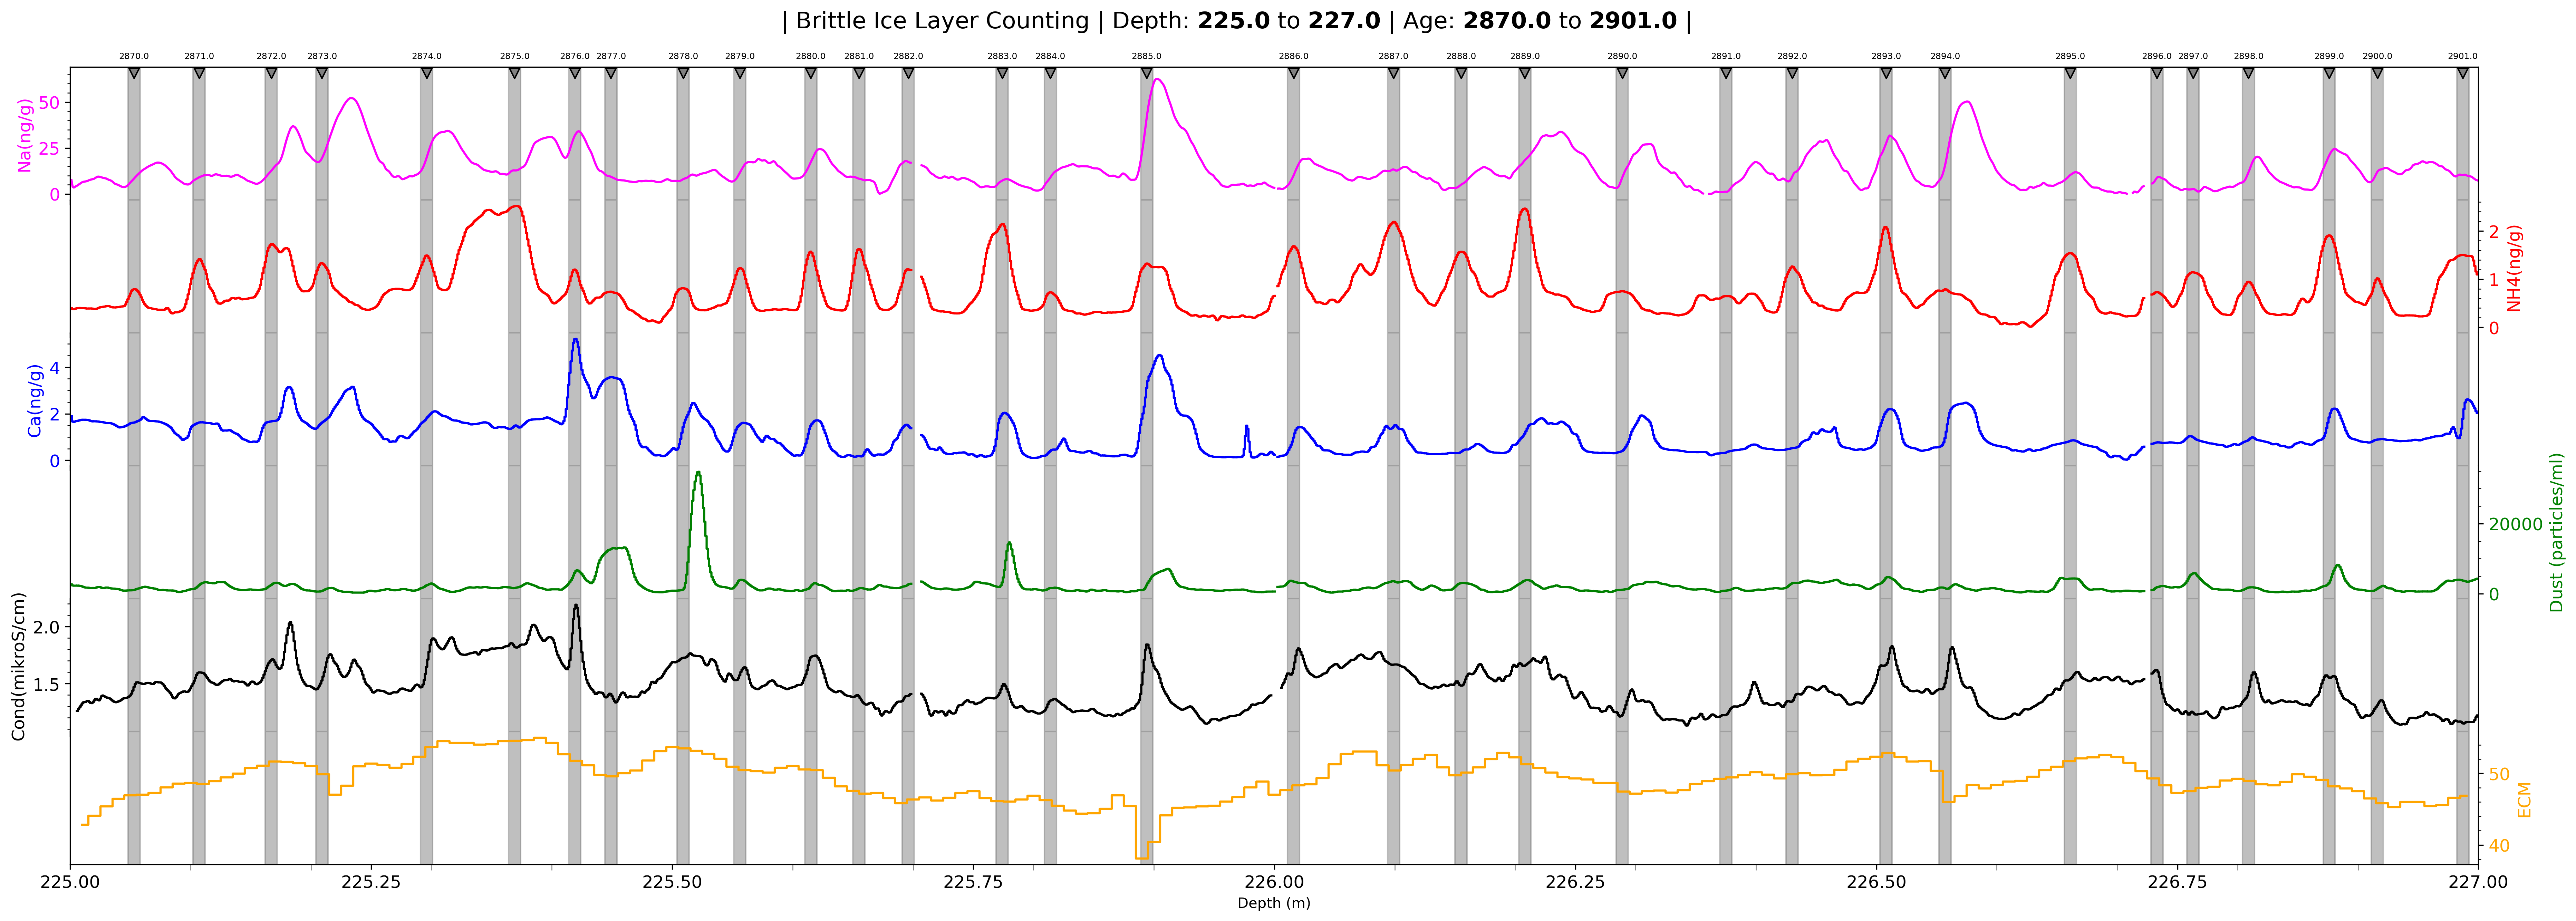 | Brittle Ice Layer Counting | Depth: 225.0 to 227.0 | Age: 2870.0 to 2901.0 |
2870.0 2871.0 2872.0 2873.0 2874.0 2875.0 2876.0 2877.0 2878.0 2879.0 2880.0 2881.0 2882.0 2883.0 2884.0 2885.0 2886.0 2887.0 2888.0 2889.0 2890.0 2891.0 2892.0 2893.0 2894.0 2895.0 2896.0 2897.0 2898.0 2899.0 2900.0 2901.0
Na(ng/g)
50
25
0
NH4(ng/g)
2
1
0
Ca(ng/g)
4
2
0
Dust (particles/ml)
20000
0
Cond(mikroS/cm)
2.0
1.5
ECM
50
40
225.00 225.25 225.50 225.75 226.00 226.25 226.50 226.75 227.00
Depth (m)